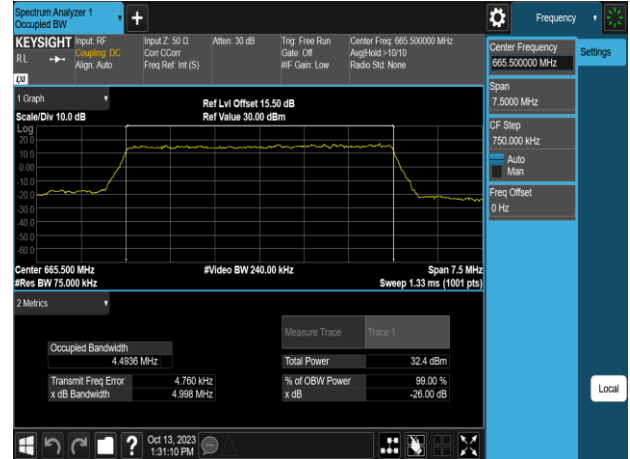 Spectrum Analyzer 1
Occupied BW
Frequency
KEYSIGHT
Input: RF
Coupling: DC
Align: Auto
RL
LXI
Input Z: 50 Ω
Corr CCorr
Freq Ref: Int (S)
Atten: 30 dB
Trig: Free Run
Gate: Off
#IF Gain: Low
Center Freq: 665.500000 MHz
Avg|Hold:>10/10
Radio Std: None
Center Frequency
665.500000 MHz
Settings
Span
7.5000 MHz
CF Step
750.000 kHz
Auto
Man
Freq Offset
0 Hz
1 Graph
Scale/Div 10.0 dB
Ref Lvl Offset 15.50 dB
Ref Value 30.00 dBm
Log
20.0
10.0
0.00
-10.0
-20.0
-30.0
-40.0
-50.0
-60.0
Center 665.500 MHz
#Video BW 240.00 kHz
Span 7.5 MHz
#Res BW 75.000 kHz
Sweep 1.33 ms (1001 pts)
2 Metrics
Measure Trace
Trace 1
Occupied Bandwidth
4.4936 MHz
Total Power
32.4 dBm
Transmit Freq Error
4.760 kHz
% of OBW Power
99.00 %
x dB Bandwidth
4.998 MHz
x dB
-26.00 dB
Local
?
Oct 13, 2023
1:31:10 PM